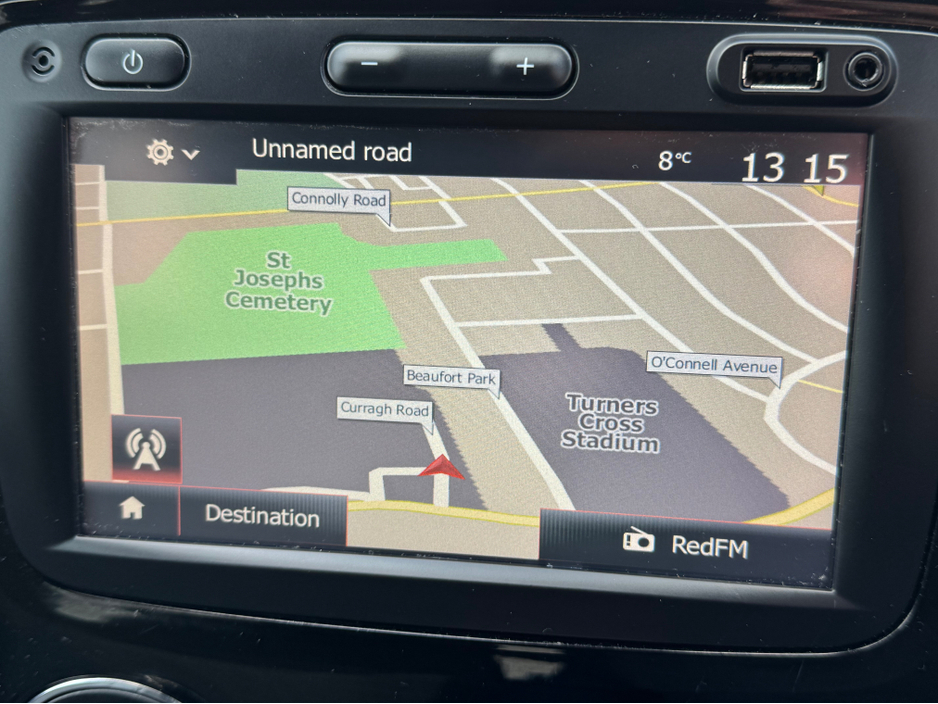 − +
Unnamed road 8°C 13 15
Connolly Road
St
Josephs
Cemetery
O'Connell Avenue
Beaufort Park
Curragh Road
Turners
Cross
Stadium
Destination
RedFM